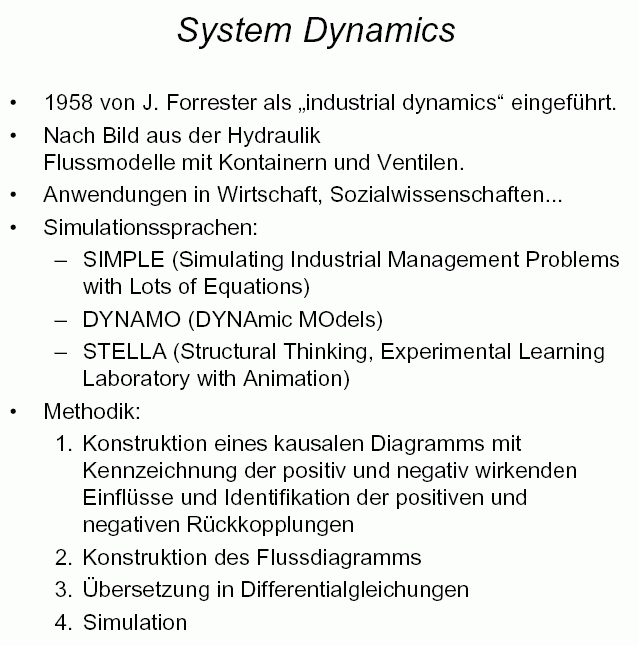 System Dynamics
• 1958 von J. Forrester als „industrial dynamics“ eingeführt.
• Nach Bild aus der Hydraulik
Flussmodelle mit Kontainern und Ventilen.
• Anwendungen in Wirtschaft, Sozialwissenschaften...
• Simulationssprachen:
– SIMPLE (Simulating Industrial Management Problems
with Lots of Equations)
– DYNAMO (DYNAmic MOdels)
– STELLA (Structural Thinking, Experimental Learning
Laboratory with Animation)
• Methodik:
1. Konstruktion eines kausalen Diagramms mit
Kennzeichnung der positiv und negativ wirkenden
Einflüsse und Identifikation der positiven und
negativen Rückkopplungen
2. Konstruktion des Flussdiagramms
3. Übersetzung in Differentialgleichungen
4. Simulation